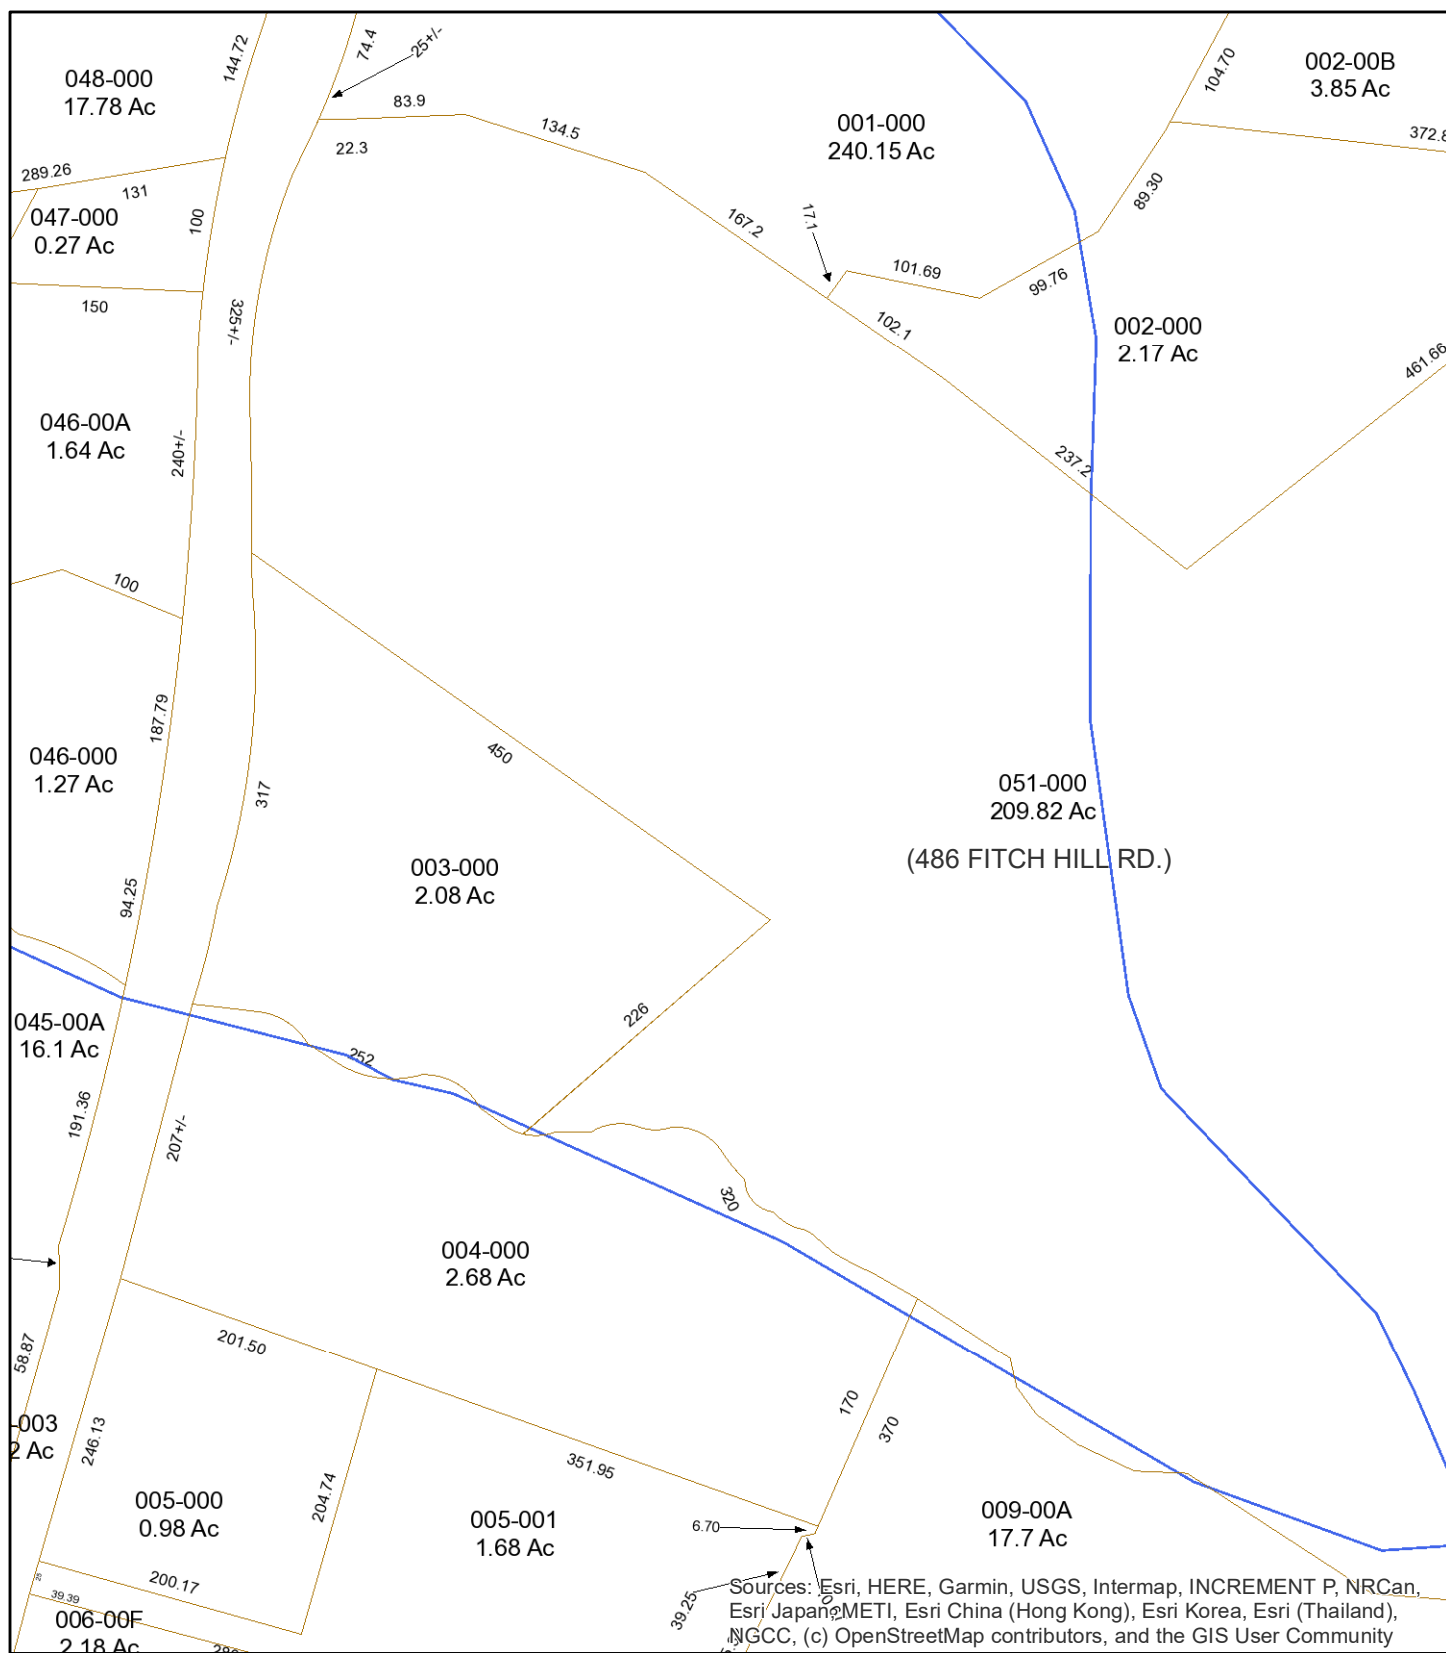 144.72
74.4
25+/-
104.70
048-000
17.78 Ac
002-00B
3.85 Ac
83.9
134.5
001-000
240.15 Ac
22.3
289.26
131
372.8
89.30
047-000
0.27 Ac
100
167.2
17.1
101.69
99.76
150
325+/-
102.1
002-000
2.17 Ac
461.66
046-00A
1.64 Ac
240+/-
237.2
100
187.79
450
046-000
1.27 Ac
317
051-000
209.82 Ac
(486 FITCH HILL RD.)
003-000
2.08 Ac
94.25
226
045-00A
16.1 Ac
252
191.36
207+/-
320
004-000
2.68 Ac
201.50
58.87
170
370
-003
2 Ac
246.13
351.95
204.74
005-000
0.98 Ac
005-001
1.68 Ac
6.70
009-00A
17.7 Ac
200.17
25
39.39
39.25
006-00F
2.18 Ac
Sources: Esri, HERE, Garmin, USGS, Intermap, INCREMENT P, NRCan,
Esri Japan, METI, Esri China (Hong Kong), Esri Korea, Esri (Thailand),
NGCC, (c) OpenStreetMap contributors, and the GIS User Community